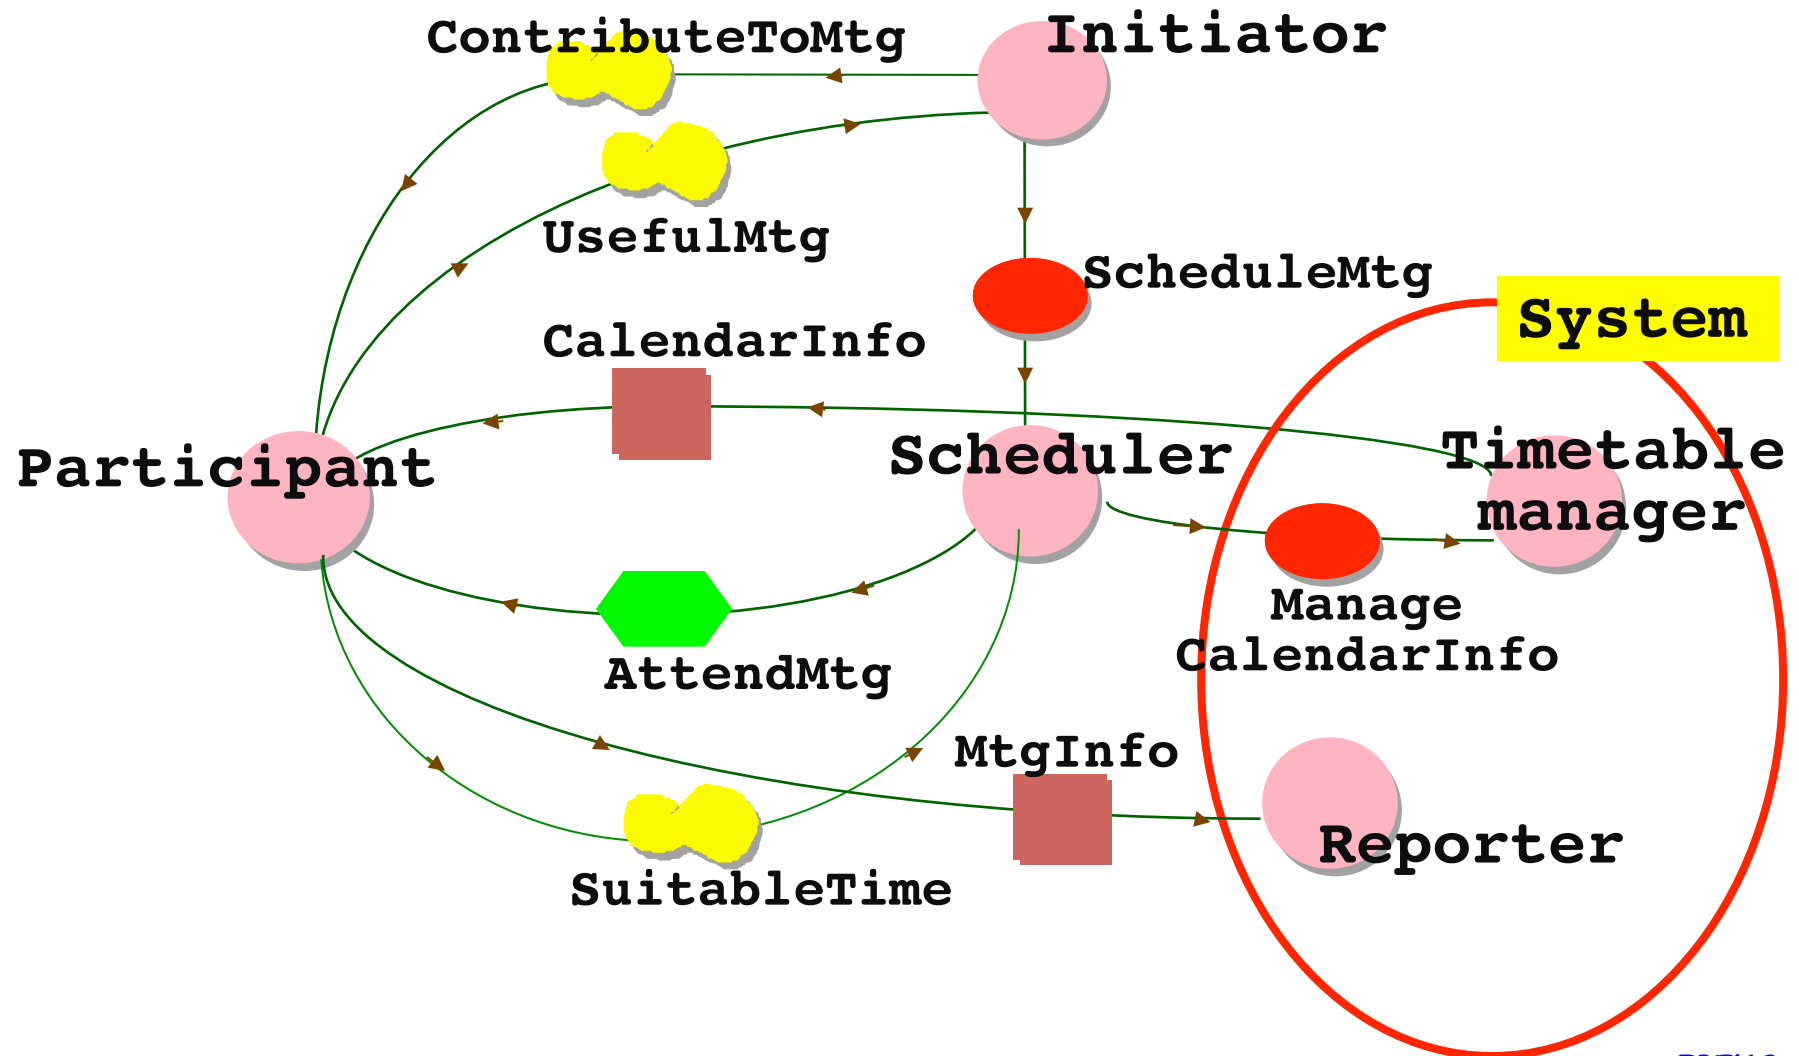 ContributeToMtg
Initiator
UsefulMtg
ScheduleMtg
System
CalendarInfo
Participant
Scheduler
Timetable
manager
Manage
CalendarInfo
AttendMtg
MtgInfo
Reporter
SuitableTime